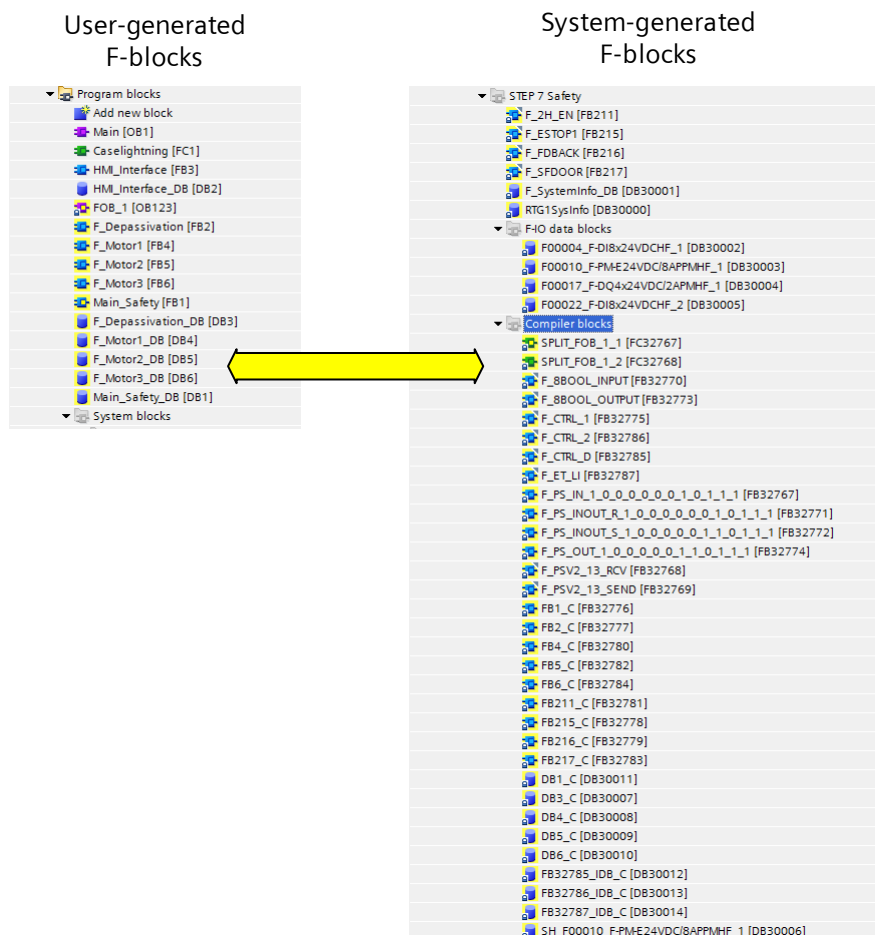 User-generated
F-blocks
Program blocks
Add new block
Main [OB1]
Caselightning [FC1]
HMI_Interface [FB3]
HMI_Interface_DB [DB2]
FOB_1 [OB123]
F_Depassivation [FB2]
F_Motor1 [FB4]
F_Motor2 [FB5]
F_Motor3 [FB6]
Main_Safety [FB1]
F_Depassivation_DB [DB3]
F_Motor1_DB [DB4]
F_Motor2_DB [DB5]
F_Motor3_DB [DB6]
Main_Safety_DB [DB1]
System blocks
System-generated
F-blocks
STEP 7 Safety
F_2H_EN [FB211]
F_ESTOP1 [FB215]
F_FDBACK [FB216]
F_SFDOOR [FB217]
F_SystemInfo_DB [DB30001]
RTG1SysInfo [DB30000]
F-IO data blocks
F00004_F-DI8x24VDCHF_1 [DB30002]
F00010_F-PM-E24VDC/8APPMHF_1 [DB30003]
F00017_F-DQ4x24VDC/2APMHF_1 [DB30004]
F00022_F-DI8x24VDCHF_2 [DB30005]
Compiler blocks
SPLIT_FOB_1_1 [FC32767]
SPLIT_FOB_1_2 [FC32768]
F_8BOOL_INPUT [FB32770]
F_8BOOL_OUTPUT [FB32773]
F_CTRL_1 [FB32775]
F_CTRL_2 [FB32786]
F_CTRL_D [FB32785]
F_ET_LI [FB32787]
F_PS_IN_1_0_0_0_0_0_0_1_0_1_1_1 [FB32767]
F_PS_INOUT_R_1_0_0_0_0_0_0_1_0_1_1_1 [FB32771]
F_PS_INOUT_S_1_0_0_0_0_0_1_1_0_1_1_1 [FB32772]
F_PS_OUT_1_0_0_0_0_0_1_1_0_1_1_1 [FB32774]
F_PSV2_13_RCV [FB32768]
F_PSV2_13_SEND [FB32769]
FB1_C [FB32776]
FB2_C [FB32777]
FB4_C [FB32780]
FB5_C [FB32782]
FB6_C [FB32784]
FB211_C [FB32781]
FB215_C [FB32778]
FB216_C [FB32779]
FB217_C [FB32783]
DB1_C [DB30011]
DB3_C [DB30007]
DB4_C [DB30008]
DB5_C [DB30009]
DB6_C [DB30010]
FB32785_IDB_C [DB30012]
FB32786_IDB_C [DB30013]
FB32787_IDB_C [DB30014]
SH_F00010_F-PM-E24VDC/8APPMHF_1 [DB30006]